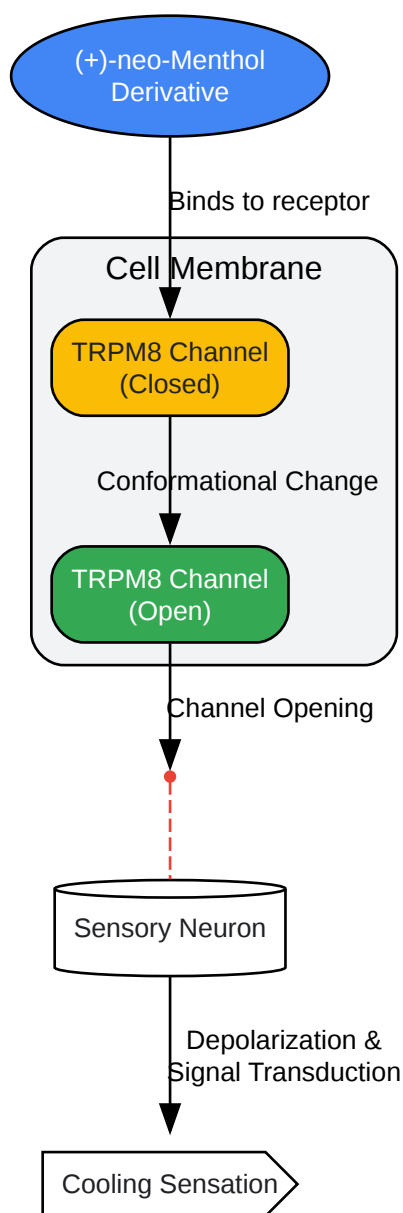 (+)-neo-Menthol
Derivative
Binds to receptor
Cell Membrane
TRPM8 Channel
(Closed)
Conformational Change
TRPM8 Channel
(Open)
Channel Opening
Sensory Neuron
Depolarization &
Signal Transduction
Cooling Sensation